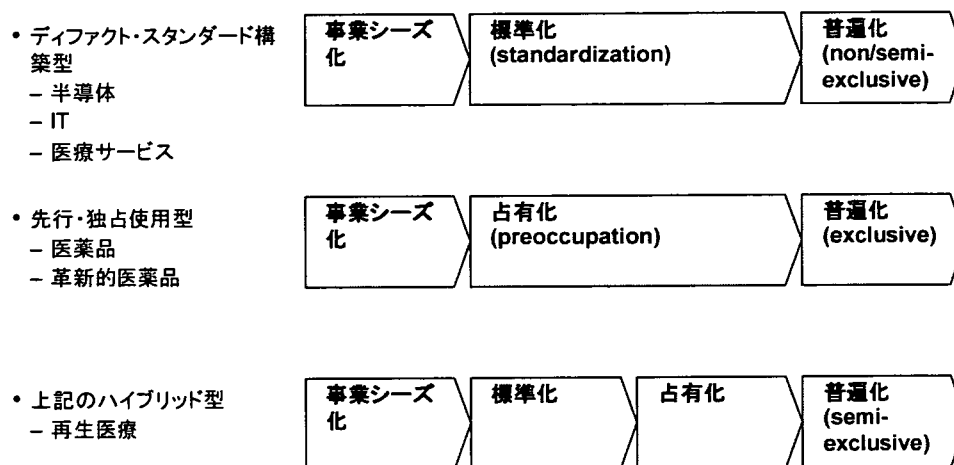 • ディファクト・スタンダード構
築型
– 半導体
– IT
– 医療サービス
事業シーズ
化
標準化
(standardization)
普遍化
(non/semi-
exclusive)
• 先行・独占使用型
– 医薬品
– 革新的医薬品
事業シーズ
化
占有化
(preoccupation)
普遍化
(exclusive)
• 上記のハイブリッド型
– 再生医療
事業シーズ
化
標準化
占有化
普遍化
(semi-
exclusive)